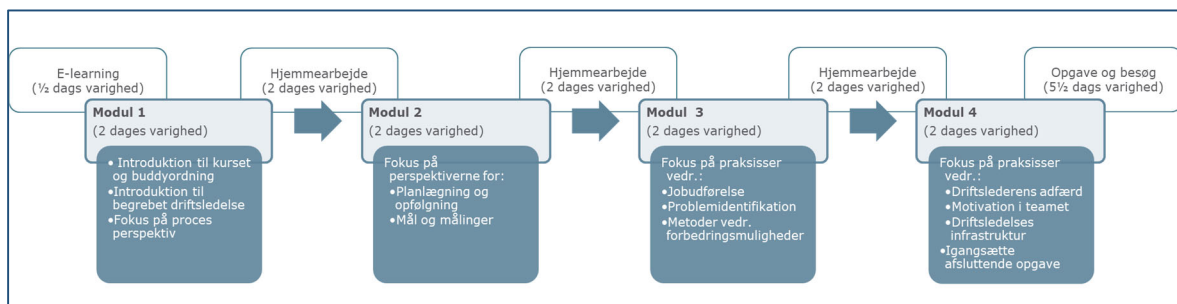 E-learning
(½ dags varighed)
Modul 1
(2 dages varighed)
• Introduktion til kurset
og buddyordning
•Introduktion til
begrebet driftsledelse
•Fokus på proces
perspektiv
Hjemmearbejde
(2 dages varighed)
Modul 2
(2 dages varighed)
Fokus på
perspektiverne for:
•Planlægning og
opfølgning
•Mål og målinger
Hjemmearbejde
(2 dages varighed)
Modul 3
(2 dages varighed)
Fokus på praksisser
vedr.:
•Jobudførelse
•Problemidentifikation
•Metoder vedr.
forbedringsmuligheder
Hjemmearbejde
(2 dages varighed)
Modul 4
(2 dages varighed)
Fokus på praksisser
vedr.:
•Driftslederens adfærd
•Motivation i teamet
•Driftsledelses
infrastruktur
•Igangsætte
afsluttende opgave
Opgave og besøg
(5½ dags varighed)